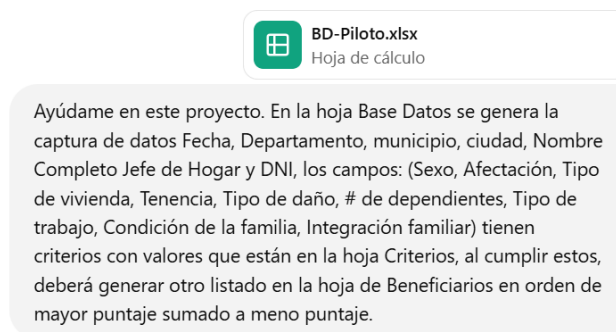 BD-Piloto.xlsx
Hoja de cálculo
Ayúdame en este proyecto. En la hoja Base Datos se genera la
captura de datos Fecha, Departamento, municipio, ciudad, Nombre
Completo Jefe de Hogar y DNI, los campos: (Sexo, Afectación, Tipo
de vivienda, Tenencia, Tipo de daño, # de dependientes, Tipo de
trabajo, Condición de la familia, Integración familiar) tienen
criterios con valores que están en la hoja Criterios, al cumplir estos,
deberá generar otro listado en la hoja de Beneficiarios en orden de
mayor puntaje sumado a meno puntaje.